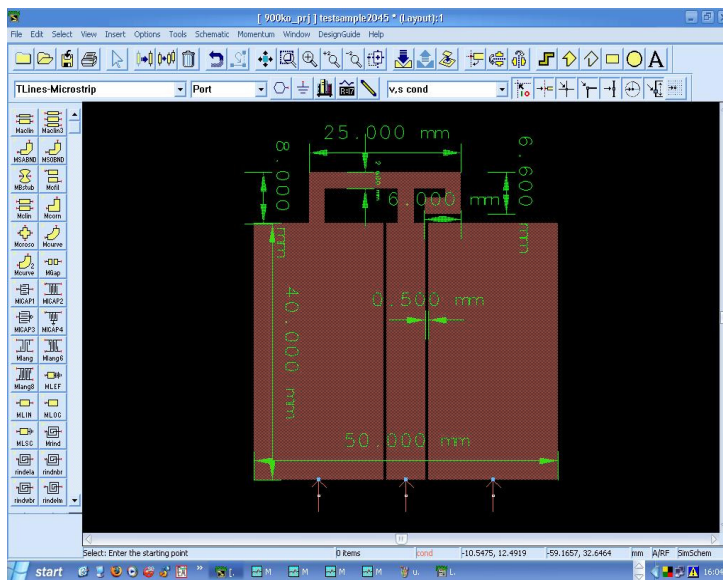 [ 900ko_prj ] testsample2045 * (Layout):1
File Edit Select View Insert Options Tools Schematic Momentum Window DesignGuide Help
A
TLines-Microstrip Port v,s cond
Maclin Maclin3
MSABND MSOBND
MBstub Mcfil
Mclin Mcorn
Mcroso Mcurve
Mcurve MGap
MICAP1 MICAP2
MICAP3 MICAP4
Mlang Mlang6
Mlang8 MLEF
MLIN MLOC
MLSC Mrind
rindela rindnbr
rindwbr rindelm
25.000 mm
8.000 mm
6.000 mm
6.600 mm
0.500 mm
40.000 mm
50.000 mm
Select: Enter the starting point 0 items cond -10.5475, 12.4919 -59.1657, 32.6464 mm A/RF SimSchem
start